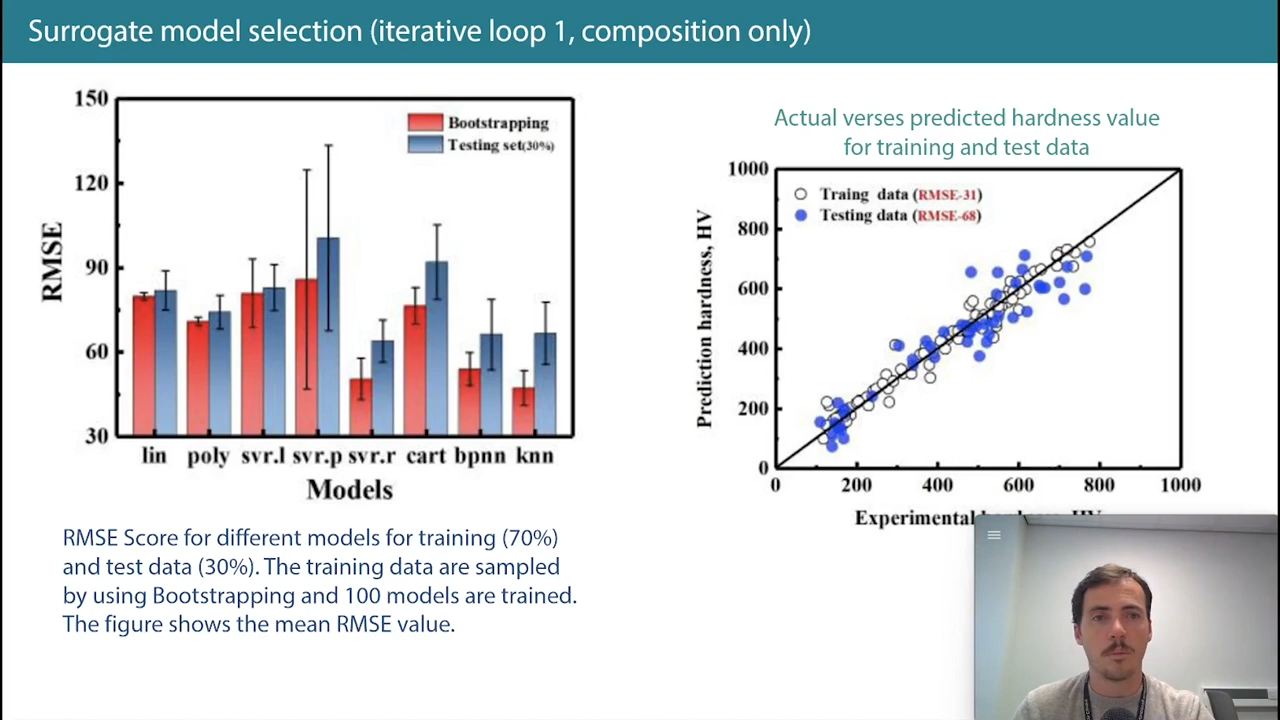 Surrogate model selection (iterative loop 1, composition only)
150
120
90
60
30
RMSE
Bootstrapping
Testing set(30%)
lin poly svr.l svr.p svr.r cart bpnn knn
Models
RMSE Score for different models for training (70%)
and test data (30%). The training data are sampled
by using Bootstrapping and 100 models are trained.
The figure shows the mean RMSE value.
Actual verses predicted hardness value
for training and test data
1000
800
600
400
200
0
Prediction hardness, HV
Traing data (RMSE-31)
Testing data (RMSE-68)
0 200 400 600 800 1000
Experimental